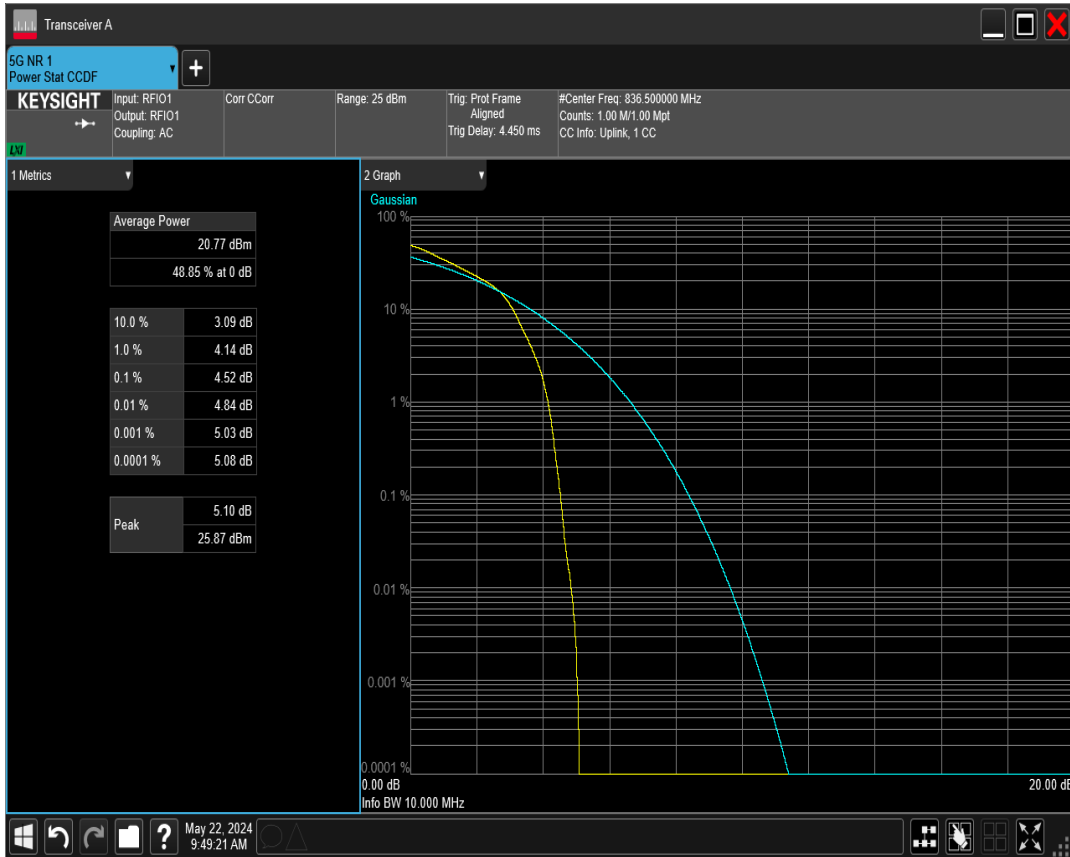 Transceiver A
5G NR 1
Power Stat CCDF
KEYSIGHT
LXI
Input: RFIO1
Output: RFIO1
Coupling: AC
Corr CCorr
Range: 25 dBm
Trig: Prot Frame
Aligned
Trig Delay: 4.450 ms
#Center Freq: 836.500000 MHz
Counts: 1.00 M/1.00 Mpt
CC Info: Uplink, 1 CC
1 Metrics
Average Power
20.77 dBm
48.85 % at 0 dB
10.0 % 3.09 dB
1.0 % 4.14 dB
0.1 % 4.52 dB
0.01 % 4.84 dB
0.001 % 5.03 dB
0.0001 % 5.08 dB
Peak
5.10 dB
25.87 dBm
2 Graph
Gaussian
100 %
10 %
1 %
0.1 %
0.01 %
0.001 %
0.0001 %
0.00 dB 20.00 dB
Info BW 10.000 MHz
?
May 22, 2024
9:49:21 AM